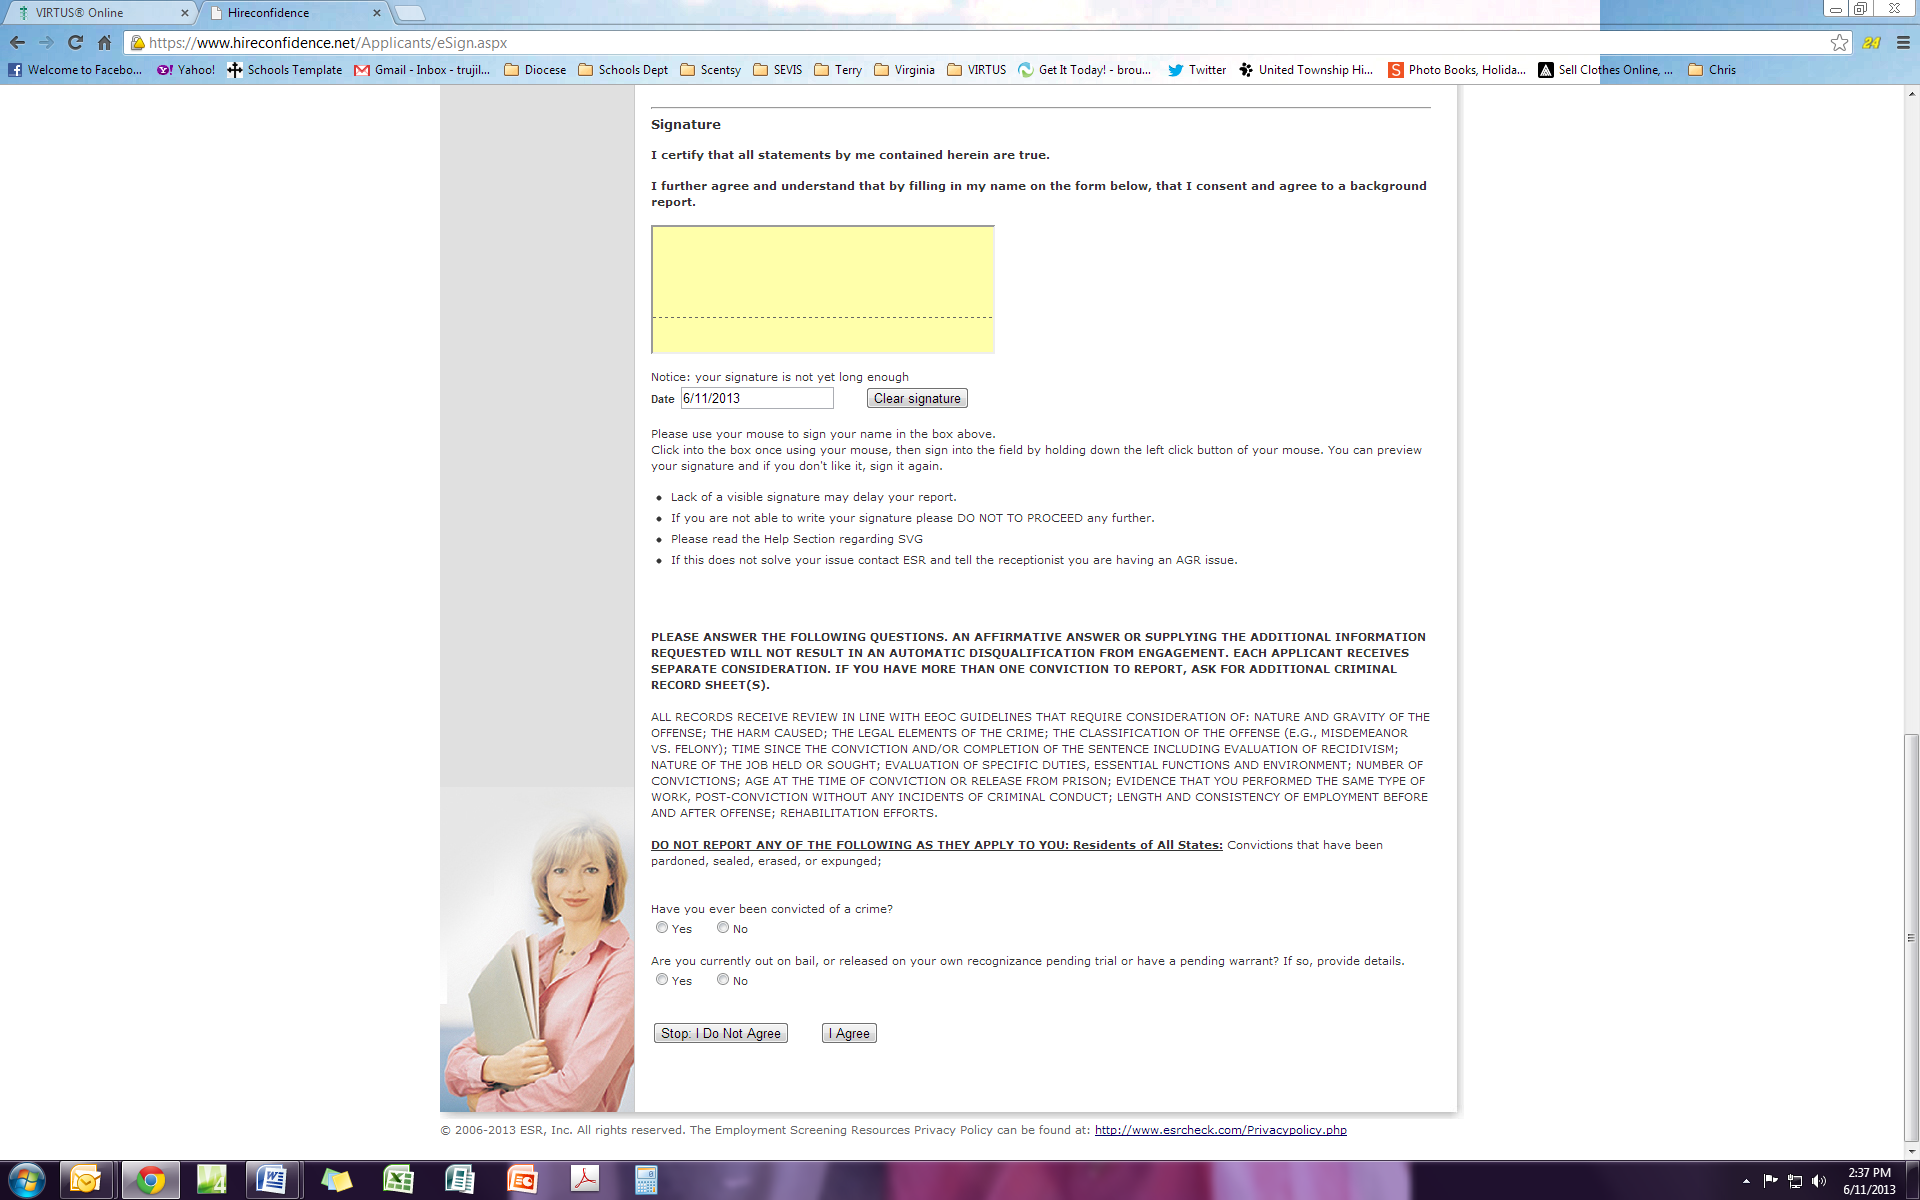 VIRTUS® Online
Hireconfidence
https://www.hireconfidence.net/Applicants/eSign.aspx
24
Welcome to Facebo... Yahoo! Schools Template Gmail - Inbox - trujil... Diocese Schools Dept Scentsy SEVIS Terry Virginia VIRTUS Get It Today! - brou... Twitter United Township Hi... Photo Books, Holida... Sell Clothes Online, ... Chris
Signature
I certify that all statements by me contained herein are true.
I further agree and understand that by filling in my name on the form below, that I consent and agree to a background
report.
Notice: your signature is not yet long enough
Date 6/11/2013 Clear signature
Please use your mouse to sign your name in the box above.
Click into the box once using your mouse, then sign into the field by holding down the left click button of your mouse. You can preview
your signature and if you don't like it, sign it again.
Lack of a visible signature may delay your report.
If you are not able to write your signature please DO NOT TO PROCEED any further.
Please read the Help Section regarding SVG
If this does not solve your issue contact ESR and tell the receptionist you are having an AGR issue.
PLEASE ANSWER THE FOLLOWING QUESTIONS. AN AFFIRMATIVE ANSWER OR SUPPLYING THE ADDITIONAL INFORMATION
REQUESTED WILL NOT RESULT IN AN AUTOMATIC DISQUALIFICATION FROM ENGAGEMENT. EACH APPLICANT RECEIVES
SEPARATE CONSIDERATION. IF YOU HAVE MORE THAN ONE CONVICTION TO REPORT, ASK FOR ADDITIONAL CRIMINAL
RECORD SHEET(S).
ALL RECORDS RECEIVE REVIEW IN LINE WITH EEOC GUIDELINES THAT REQUIRE CONSIDERATION OF: NATURE AND GRAVITY OF THE
OFFENSE; THE HARM CAUSED; THE LEGAL ELEMENTS OF THE CRIME; THE CLASSIFICATION OF THE OFFENSE (E.G., MISDEMEANOR
VS. FELONY); TIME SINCE THE CONVICTION AND/OR COMPLETION OF THE SENTENCE INCLUDING EVALUATION OF RECIDIVISM;
NATURE OF THE JOB HELD OR SOUGHT; EVALUATION OF SPECIFIC DUTIES, ESSENTIAL FUNCTIONS AND ENVIRONMENT; NUMBER OF
CONVICTIONS; AGE AT THE TIME OF CONVICTION OR RELEASE FROM PRISON; EVIDENCE THAT YOU PERFORMED THE SAME TYPE OF
WORK, POST-CONVICTION WITHOUT ANY INCIDENTS OF CRIMINAL CONDUCT; LENGTH AND CONSISTENCY OF EMPLOYMENT BEFORE
AND AFTER OFFENSE; REHABILITATION EFFORTS.
DO NOT REPORT ANY OF THE FOLLOWING AS THEY APPLY TO YOU: Residents of All States: Convictions that have been
pardoned, sealed, erased, or expunged;
Have you ever been convicted of a crime?
Yes No
Are you currently out on bail, or released on your own recognizance pending trial or have a pending warrant? If so, provide details.
Yes No
Stop: I Do Not Agree I Agree
© 2006-2013 ESR, Inc. All rights reserved. The Employment Screening Resources Privacy Policy can be found at: http://www.esrcheck.com/Privacypolicy.php
2:37 PM
6/11/2013